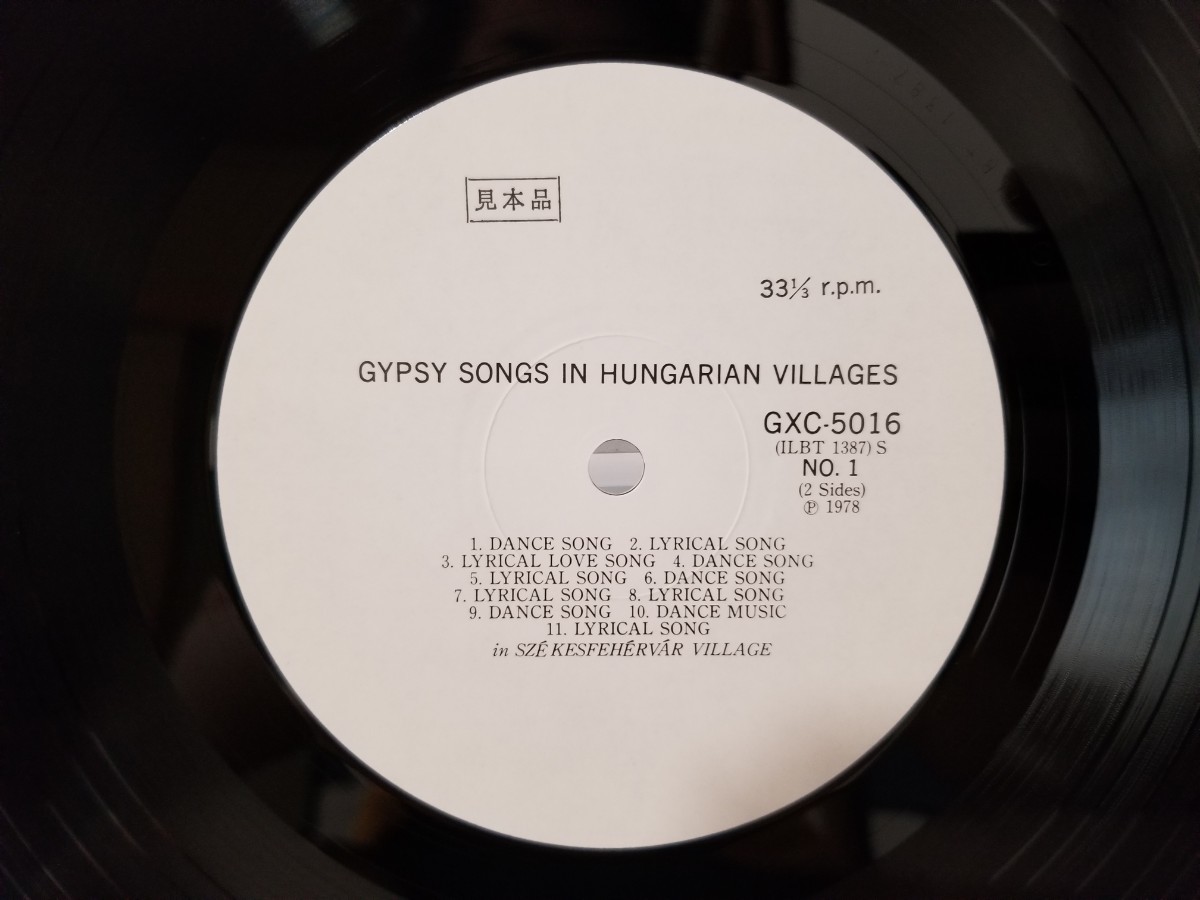 見本品
33⅓ r.p.m.
GYPSY SONGS IN HUNGARIAN VILLAGES
GXC-5016
(ILBT 1387) S
NO. 1
(2 Sides)
Ⓟ 1978
1. DANCE SONG 2. LYRICAL SONG
3. LYRICAL LOVE SONG 4. DANCE SONG
5. LYRICAL SONG 6. DANCE SONG
7. LYRICAL SONG 8. LYRICAL SONG
9. DANCE SONG 10. DANCE MUSIC
11. LYRICAL SONG
in SZÉ KESFEHÉRVÁR VILLAGE